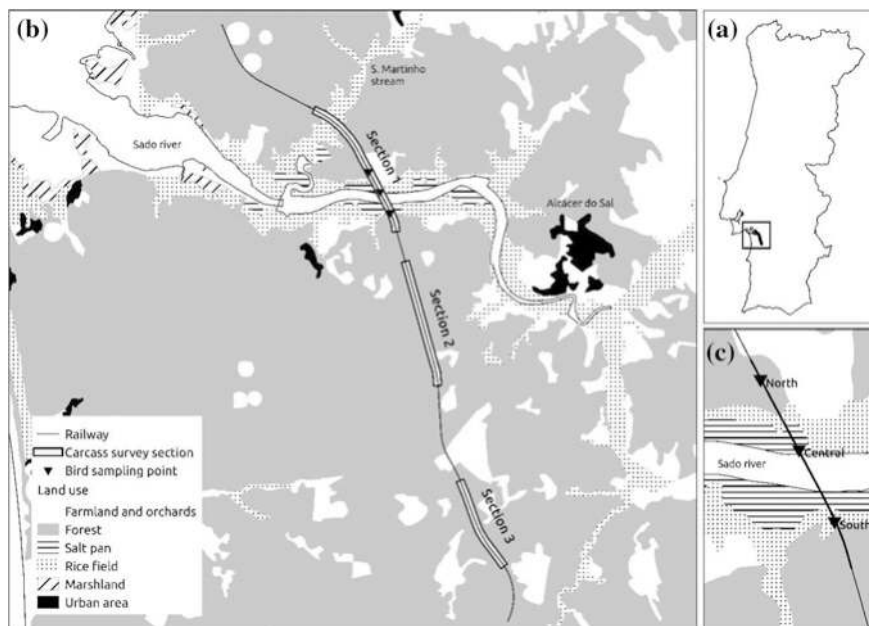 (b)
S. Martinho
stream
Sado river
Section 1
Alcácer do Sal
Section 2
Section 3
Railway
Carcass survey section
Bird sampling point
Land use
Farmland and orchards
Forest
Salt pan
Rice field
Marshland
Urban area
(a)
(c)
North
Central
Sado river
South